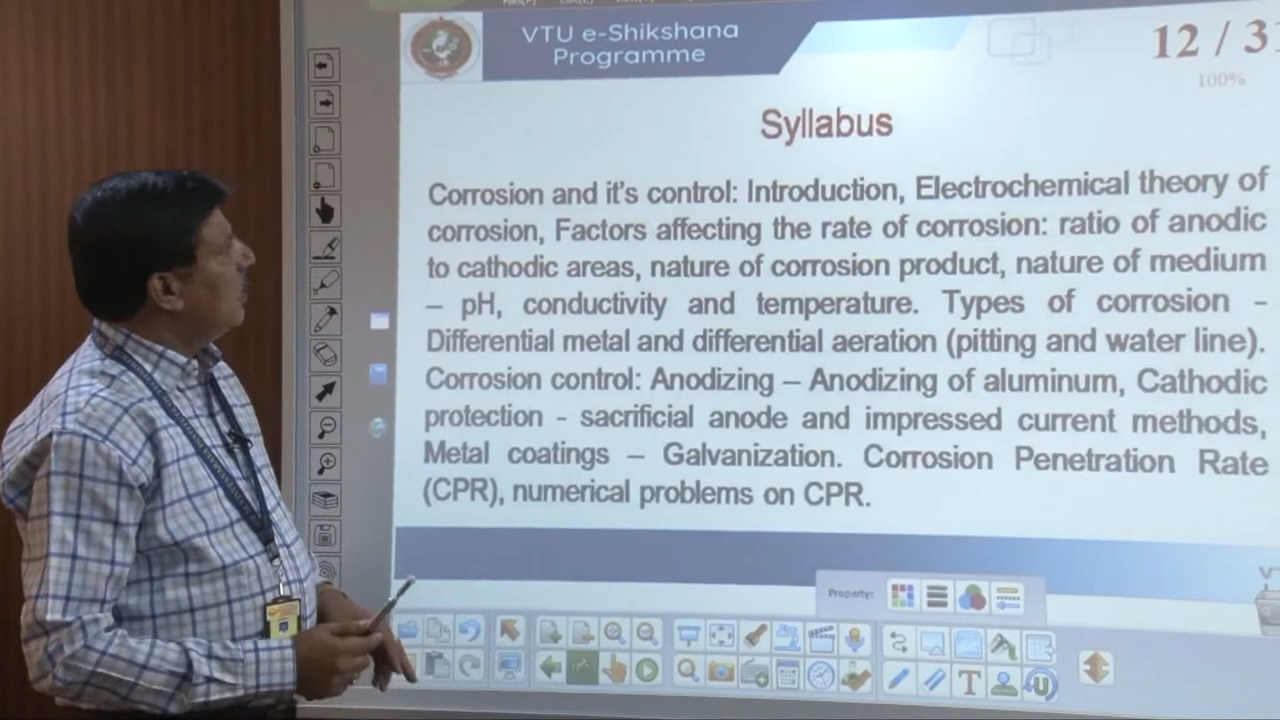 VTU e-Shikshana
Programme
12 / 3
100%
Syllabus
Corrosion and it's control: Introduction, Electrochemical theory of
corrosion, Factors affecting the rate of corrosion: ratio of anodic
to cathodic areas, nature of corrosion product, nature of medium
– pH, conductivity and temperature. Types of corrosion -
Differential metal and differential aeration (pitting and water line).
Corrosion control: Anodizing – Anodizing of aluminum, Cathodic
protection - sacrificial anode and impressed current methods,
Metal coatings – Galvanization. Corrosion Penetration Rate
(CPR), numerical problems on CPR.
Property: